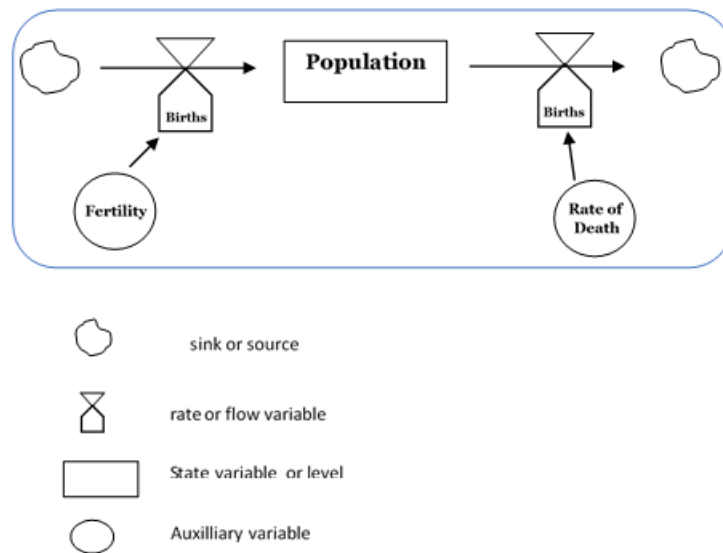 Population
Births
Births
Fertility
Rate of
Death
sink or source
rate or flow variable
State variable or level
Auxilliary variable